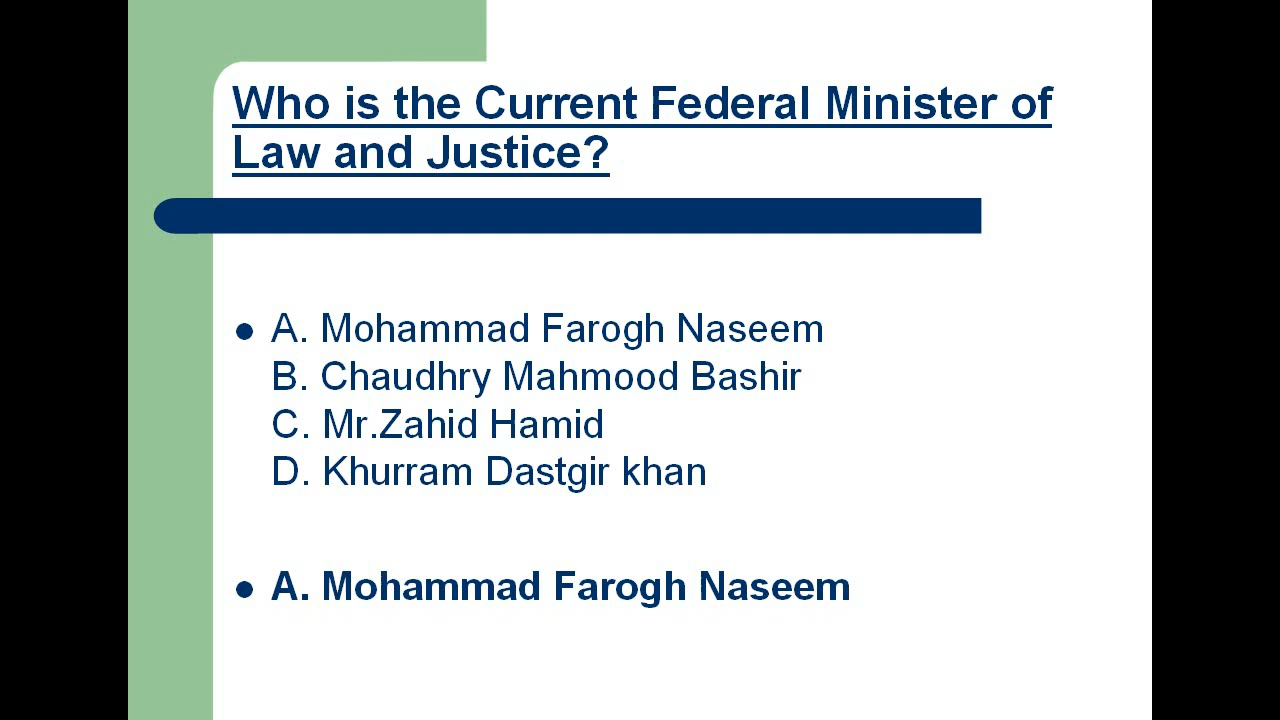 Who is the Current Federal Minister of
Law and Justice?
A. Mohammad Farogh Naseem
B. Chaudhry Mahmood Bashir
C. Mr.Zahid Hamid
D. Khurram Dastgir khan
A. Mohammad Farogh Naseem